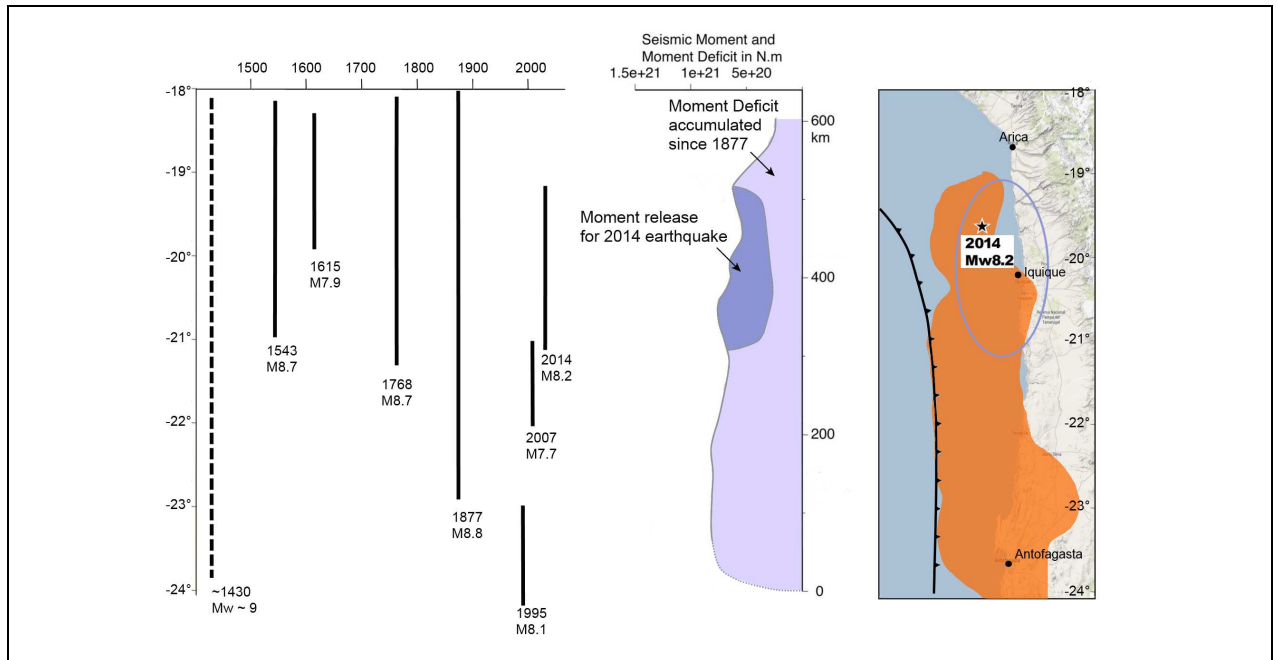 1500 1600 1700 1800 1900 2000
-18°
-19°
-20°
-21°
-22°
-23°
-24°
~1430
Mw ~ 9
1543
M8.7
1615
M7.9
1768
M8.7
1877
M8.8
1995
M8.1
2007
M7.7
2014
M8.2
Seismic Moment and
Moment Deficit in N.m
1.5e+21 1e+21 5e+20
Moment Deficit
accumulated
since 1877
Moment release
for 2014 earthquake
600
km
400
200
0
-18°
Arica
-19°
2014
Mw8.2
-20°
Iquique
-21°
-22°
-23°
Antofagasta
-24°